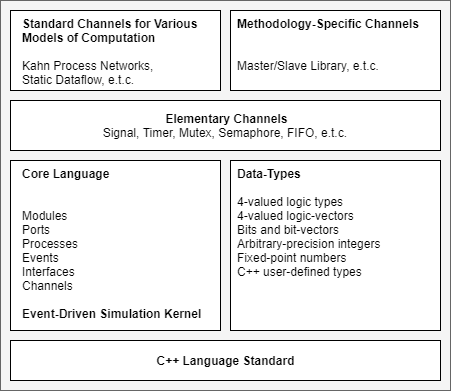 Standard Channels for Various
Models of Computation
Kahn Process Networks,
Static Dataflow, e.t.c.
Methodology-Specific Channels
Master/Slave Library, e.t.c.
Elementary Channels
Signal, Timer, Mutex, Semaphore, FIFO, e.t.c.
Core Language
Modules
Ports
Processes
Events
Interfaces
Channels
Event-Driven Simulation Kernel
Data-Types
4-valued logic types
4-valued logic-vectors
Bits and bit-vectors
Arbitrary-precision integers
Fixed-point numbers
C++ user-defined types
C++ Language Standard